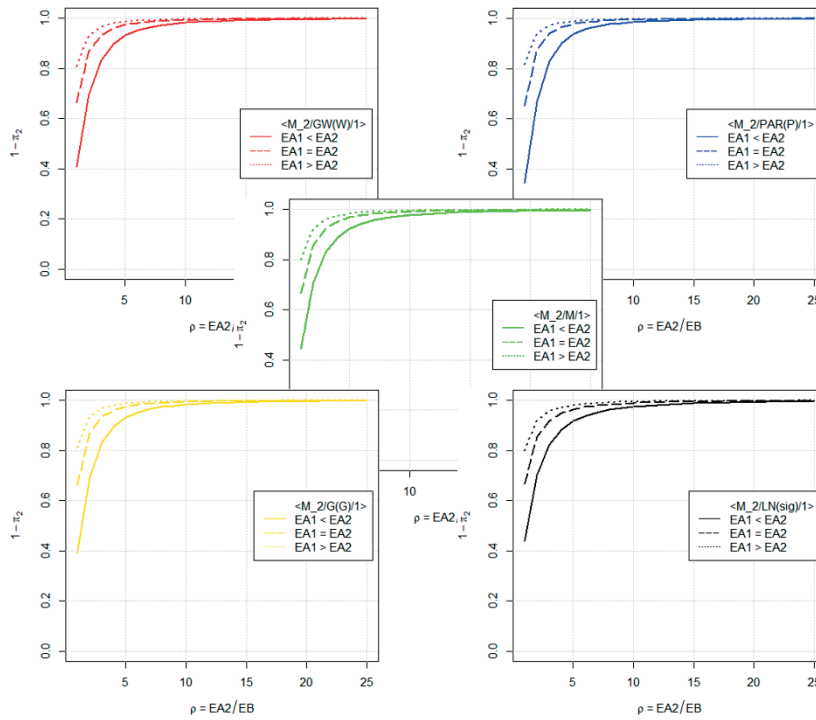 1.0
0.8
0.6
0.4
0.2
0.0
1 − π₂
<M_2/GW(W)/1>
EA1 < EA2
EA1 = EA2
EA1 > EA2
5
10
ρ = EA2/
1.0
0.8
0.6
0.4
0.2
0.0
1 − π₂
<M_2/PAR(P)/1>
EA1 < EA2
EA1 = EA2
EA1 > EA2
10
15
20
25
ρ = EA2/EB
1.0
0.8
0.6
0.4
1 − π₂
<M_2/M/1>
EA1 < EA2
EA1 = EA2
EA1 > EA2
10
ρ = EA2/
1.0
0.8
0.6
0.4
0.2
0.0
1 − π₂
<M_2/G(G)/1>
EA1 < EA2
EA1 = EA2
EA1 > EA2
5
10
15
20
25
ρ = EA2/EB
1.0
0.8
0.6
0.4
0.2
0.0
1 − π₂
<M_2/LN(sig)/1>
EA1 < EA2
EA1 = EA2
EA1 > EA2
5
10
15
20
25
ρ = EA2/EB